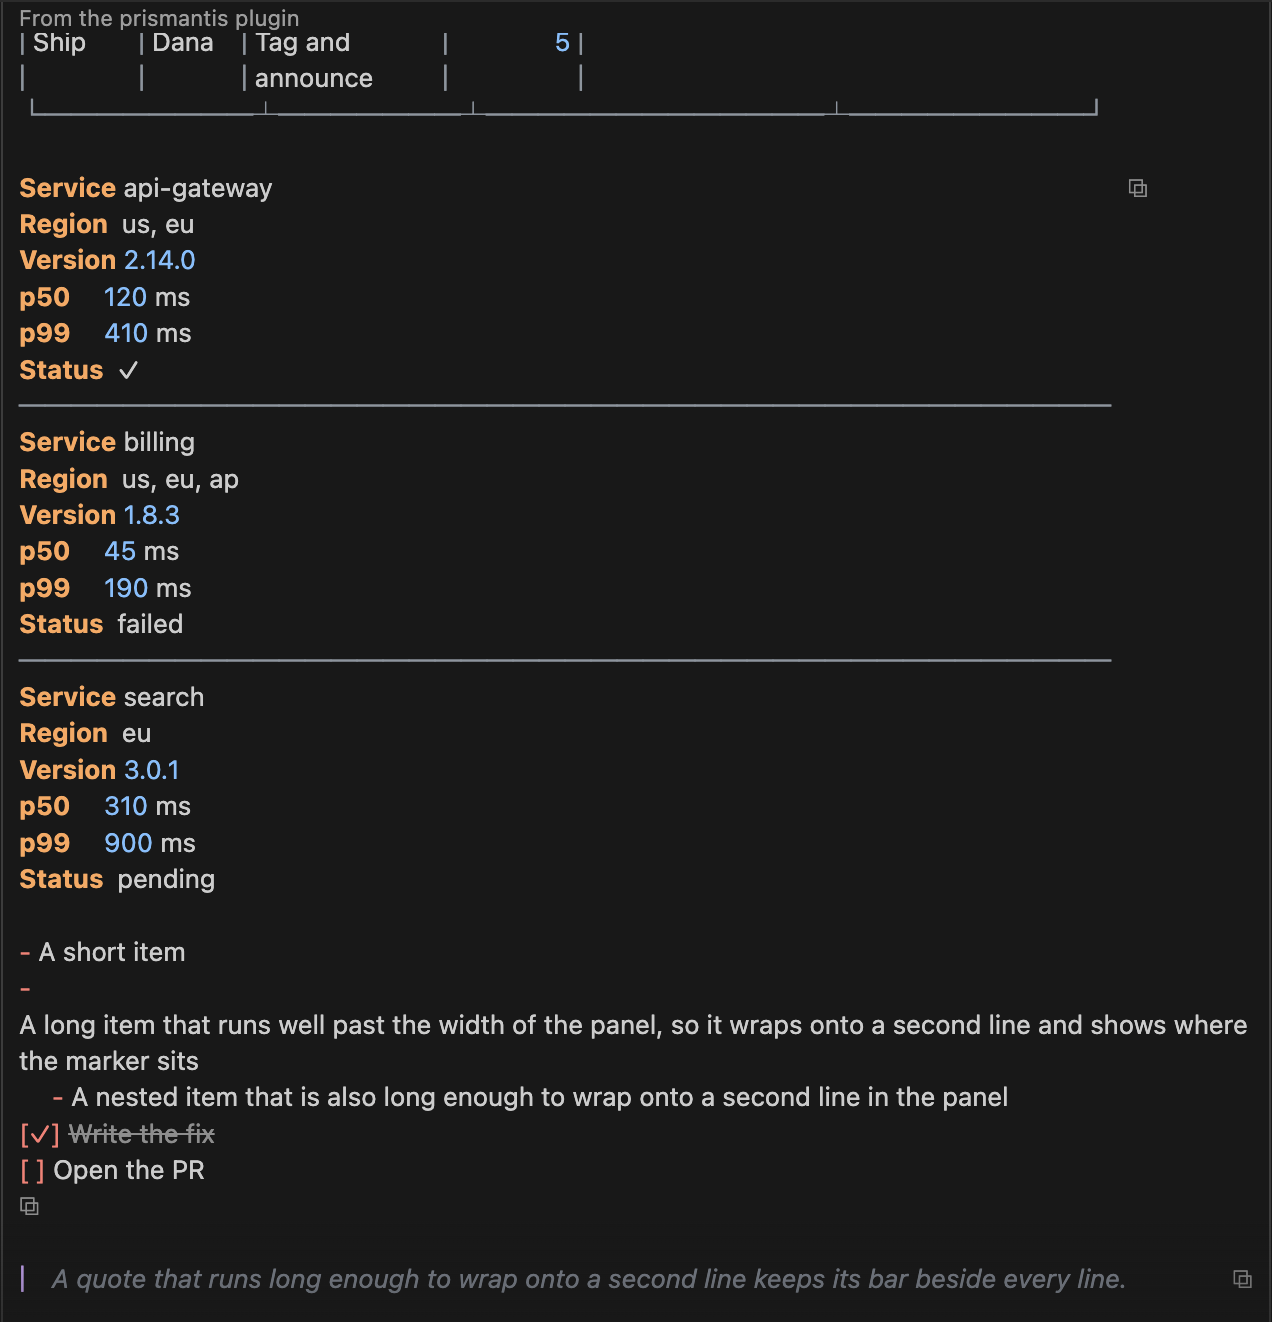 From the prismantis plugin
| Ship | Dana | Tag and | 5 |
| | | announce | |
Service api-gateway
Region us, eu
Version 2.14.0
p50 120 ms
p99 410 ms
Status ✓
Service billing
Region us, eu, ap
Version 1.8.3
p50 45 ms
p99 190 ms
Status failed
Service search
Region eu
Version 3.0.1
p50 310 ms
p99 900 ms
Status pending
- A short item
-
A long item that runs well past the width of the panel, so it wraps onto a second line and shows where
the marker sits
- A nested item that is also long enough to wrap onto a second line in the panel
[✓] Write the fix
[ ] Open the PR
| A quote that runs long enough to wrap onto a second line keeps its bar beside every line.